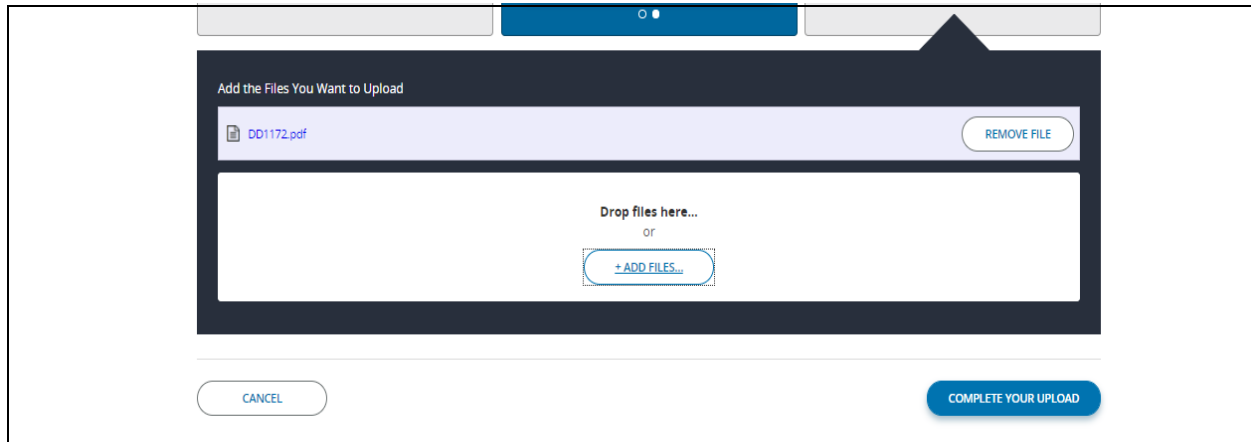 Add the Files You Want to Upload
DD1172.pdf
REMOVE FILE
Drop files here...
or
+ ADD FILES...
CANCEL
COMPLETE YOUR UPLOAD